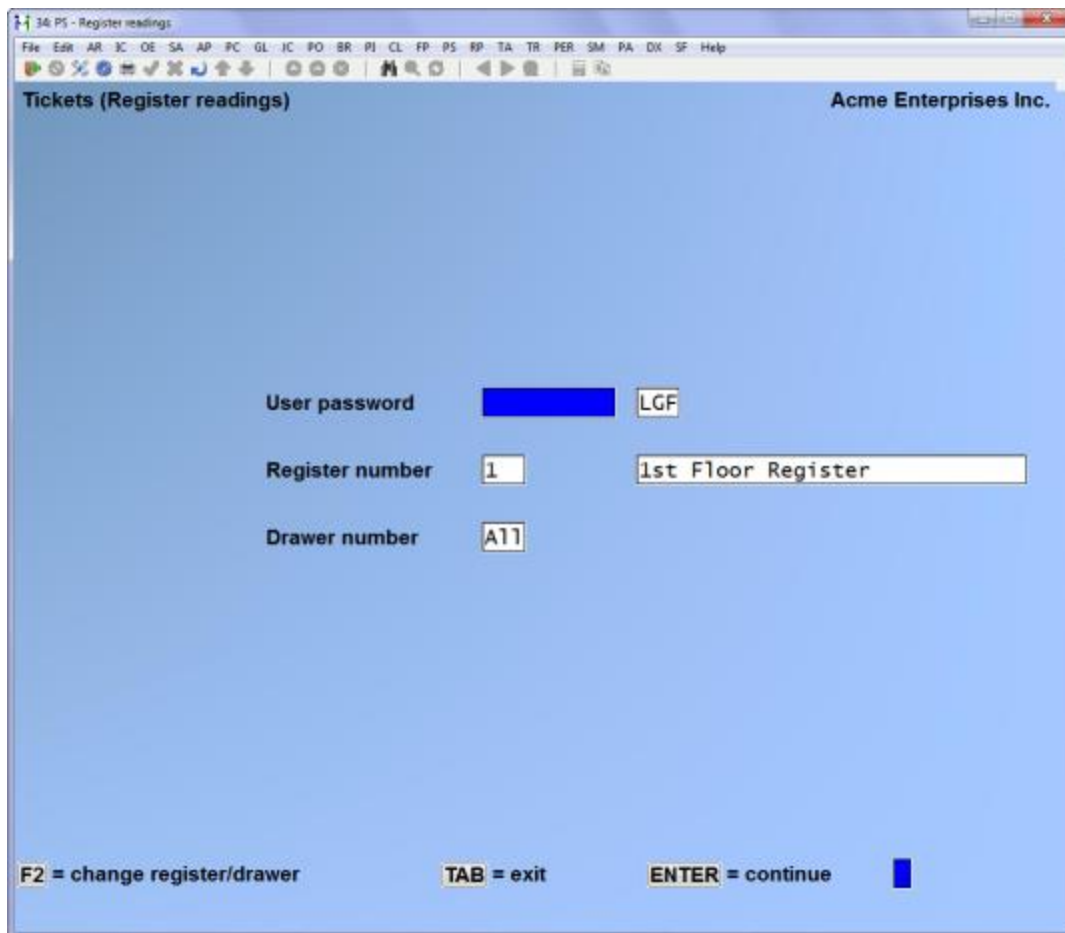 34: PS - Register readings
File Edit AR IC OE SA AP PC GL JC PO BR PI CL FP PS RP TA TR PER SM PA DX SF Help
Tickets (Register readings) Acme Enterprises Inc.
User password LGF
Register number 1 1st Floor Register
Drawer number All
F2 = change register/drawer TAB = exit ENTER = continue